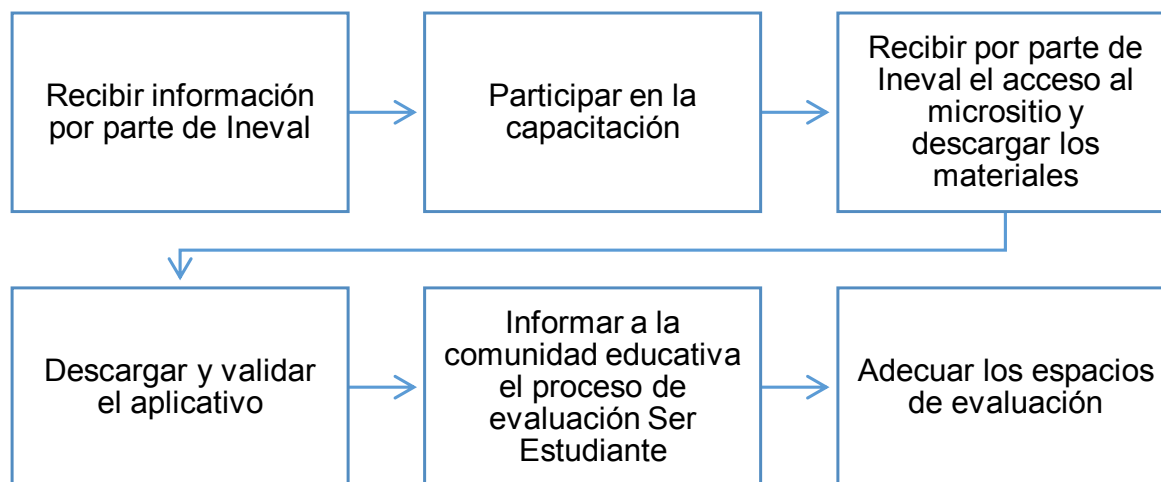 Recibir información
por parte de Ineval
Participar en la
capacitación
Recibir por parte de
Ineval el acceso al
micrositio y
descargar los
materiales
Descargar y validar
el aplicativo
Informar a la
comunidad educativa
el proceso de
evaluación Ser
Estudiante
Adecuar los espacios
de evaluación